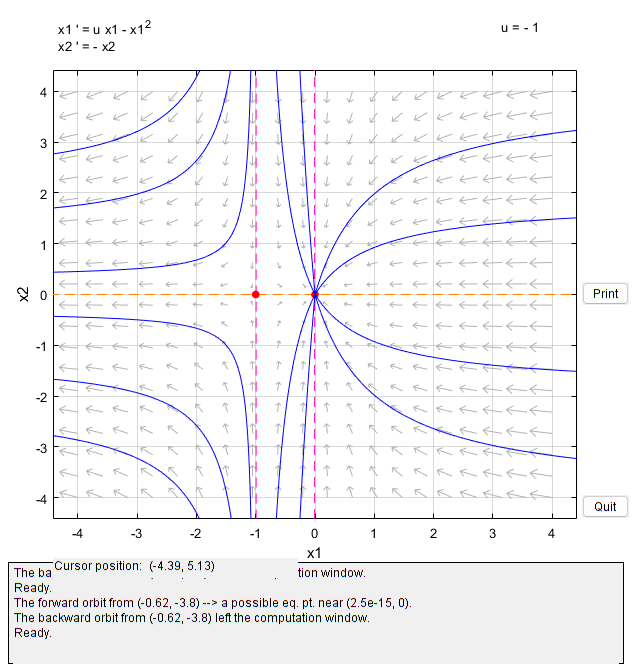 x1 ' = u x1 - x1²
u = - 1
x2 ' = - x2
4
3
2
1
0
-1
-2
-3
-4
x2
-4
-3
-2
-1
0
1
2
3
4
x1
Print
Quit
Cursor position: (-4.39, 5.13)
The ba
tion window.
Ready.
The forward orbit from (-0.62, -3.8) --> a possible eq. pt. near (2.5e-15, 0).
The backward orbit from (-0.62, -3.8) left the computation window.
Ready.